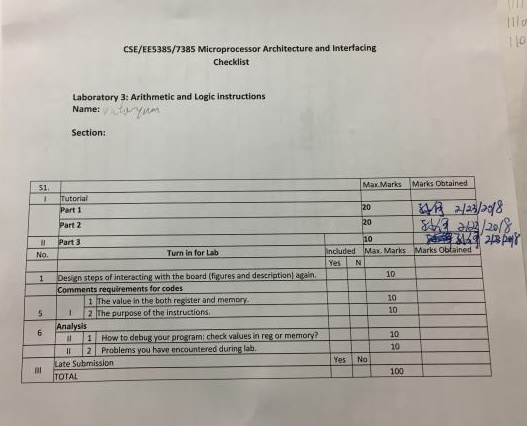 CSE/EE5385/7385 Microprocessor Architecture and Interfacing
Checklist
Laboratory 3: Arithmetic and Logic instructions
Name:
Section:
S1. Max.Marks Marks Obtained
I Tutorial
Part 1 20 2/23/2018
Part 2 20 2/23/2018
II Part 3 10 2/23/2018
No. Turn in for Lab Included Max. Marks Marks Obtained
Yes N
1 Design steps of interacting with the board (figures and description) again. 10
Comments requirements for codes
1 The value in the both register and memory. 10
5 I 2 The purpose of the instructions. 10
6 Analysis
II 1 How to debug your program: check values in reg or memory? 10
II 2 Problems you have encountered during lab. 10
III Late Submission Yes No
TOTAL 100